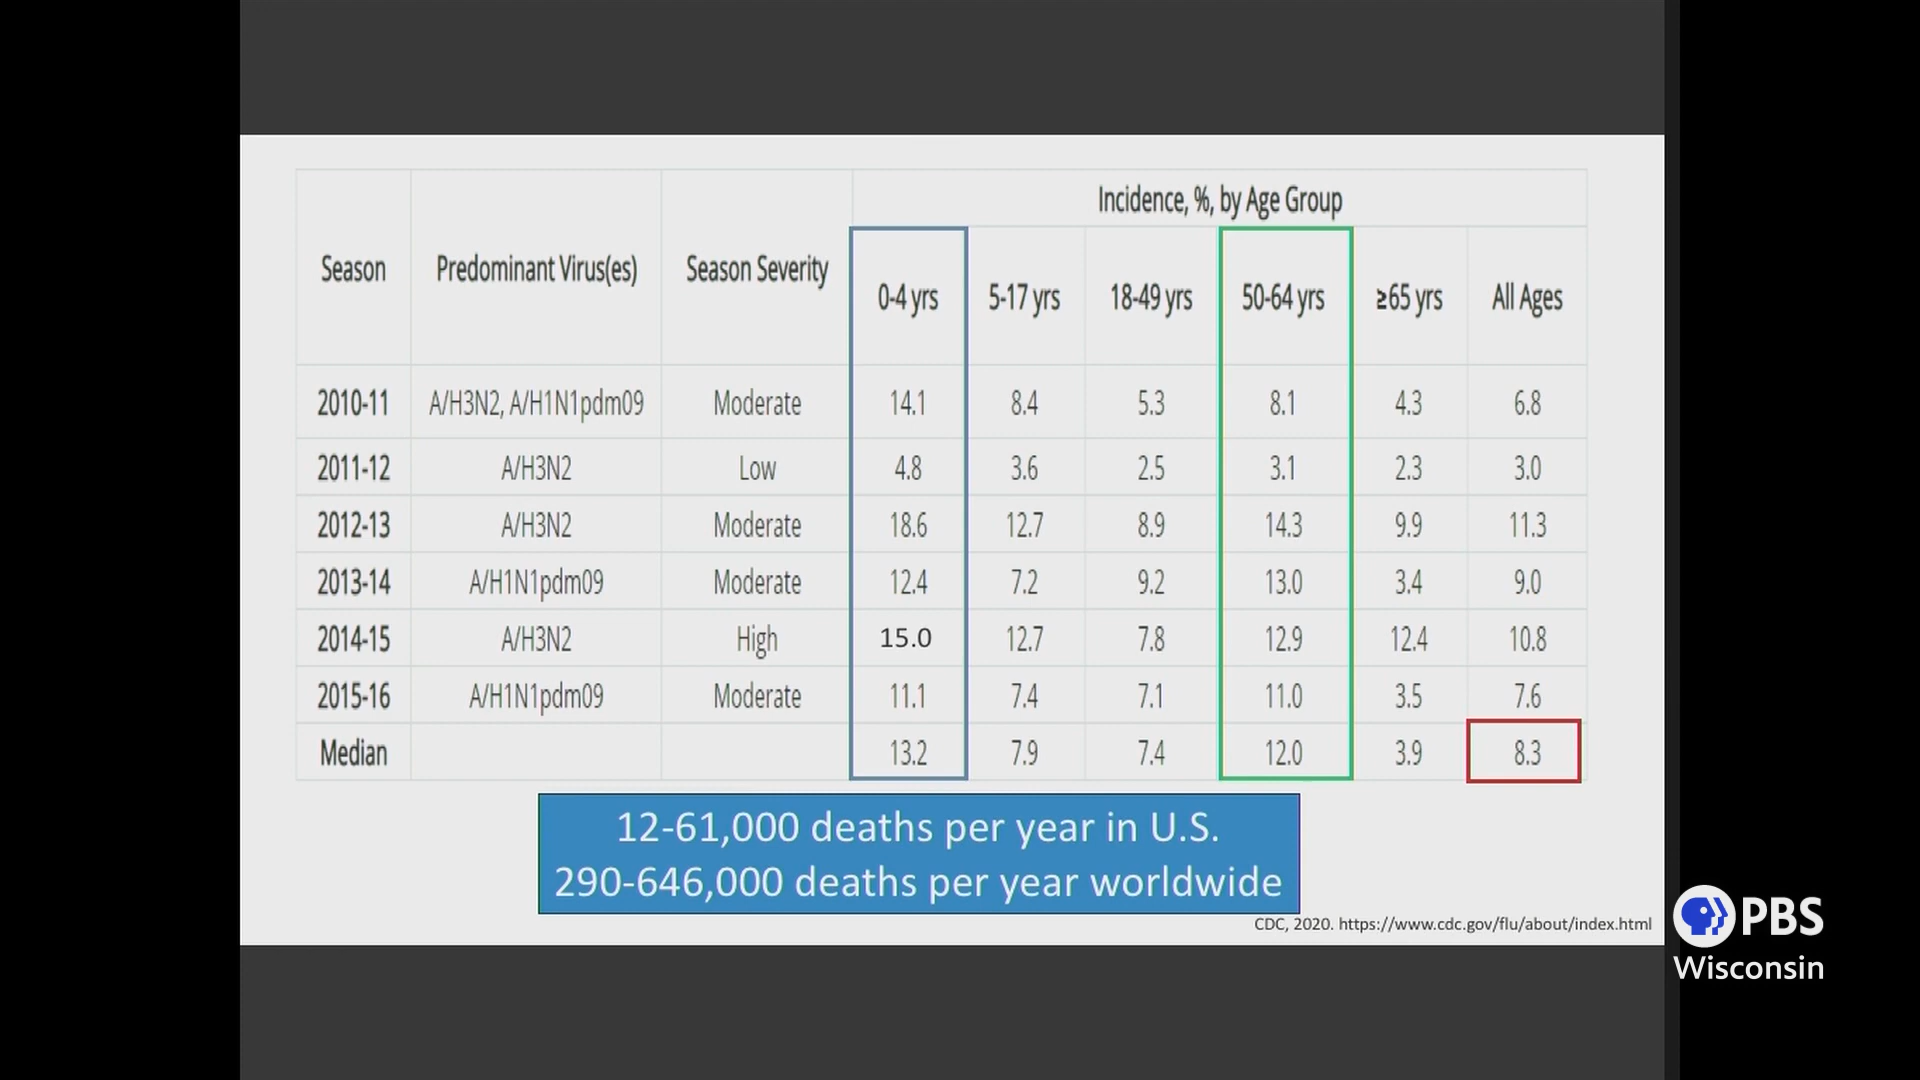 Incidence, %, by Age Group
Season Predominant Virus(es) Season Severity 0-4 yrs 5-17 yrs 18-49 yrs 50-64 yrs ≥65 yrs All Ages
2010-11 A/H3N2, A/H1N1pdm09 Moderate 14.1 8.4 5.3 8.1 4.3 6.8
2011-12 A/H3N2 Low 4.8 3.6 2.5 3.1 2.3 3.0
2012-13 A/H3N2 Moderate 18.6 12.7 8.9 14.3 9.9 11.3
2013-14 A/H1N1pdm09 Moderate 12.4 7.2 9.2 13.0 3.4 9.0
2014-15 A/H3N2 High 15.0 12.7 7.8 12.9 12.4 10.8
2015-16 A/H1N1pdm09 Moderate 11.1 7.4 7.1 11.0 3.5 7.6
Median 13.2 7.9 7.4 12.0 3.9 8.3
12-61,000 deaths per year in U.S.
290-646,000 deaths per year worldwide
CDC, 2020. https://www.cdc.gov/flu/about/index.html
PBS
Wisconsin